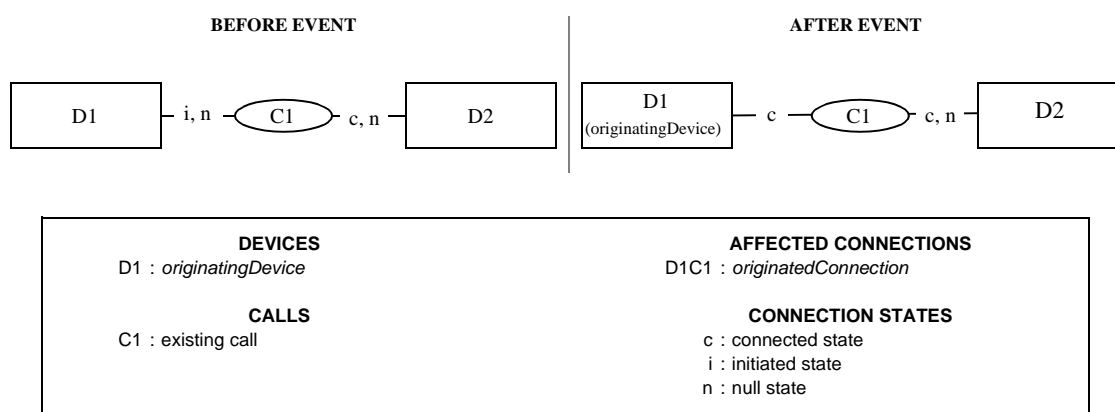 BEFORE EVENT
AFTER EVENT
D1
i, n
C1
c, n
D2
D1
(originatingDevice)
c
C1
c, n
D2
DEVICES
D1 : originatingDevice
CALLS
C1 : existing call
AFFECTED CONNECTIONS
D1C1 : originatedConnection
CONNECTION STATES
c : connected state
i : initiated state
n : null state